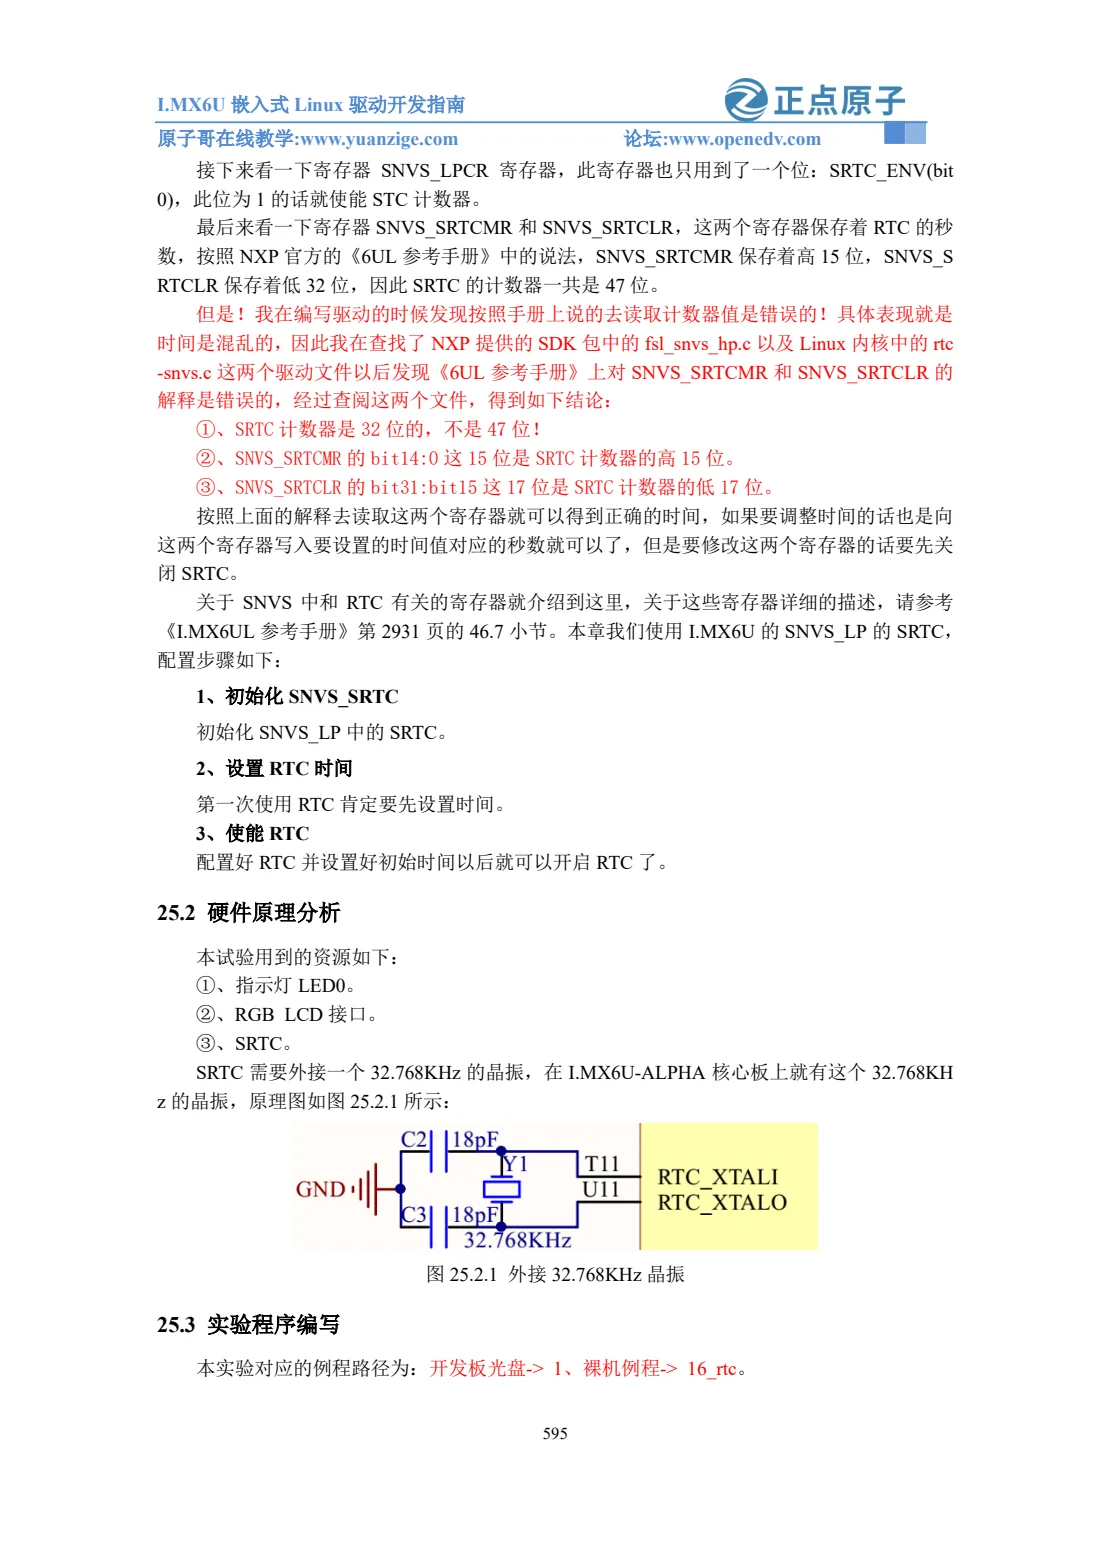 I.MX6U 嵌入式 Linux 驱动开发指南
正点原子
原子哥在线教学:www.yuanzige.com 论坛:www.openedv.com
接下来看一下寄存器 SNVS_LPCR 寄存器，此寄存器也只用到了一个位：SRTC_ENV(bit
0)，此位为 1 的话就使能 STC 计数器。
最后来看一下寄存器 SNVS_SRTCMR 和 SNVS_SRTCLR，这两个寄存器保存着 RTC 的秒
数，按照 NXP 官方的《6UL 参考手册》中的说法，SNVS_SRTCMR 保存着高 15 位，SNVS_S
RTCLR 保存着低 32 位，因此 SRTC 的计数器一共是 47 位。
但是！我在编写驱动的时候发现按照手册上说的去读取计数器值是错误的！具体表现就是
时间是混乱的，因此我在查找了 NXP 提供的 SDK 包中的 fsl_snvs_hp.c 以及 Linux 内核中的 rtc
-snvs.c 这两个驱动文件以后发现《6UL 参考手册》上对 SNVS_SRTCMR 和 SNVS_SRTCLR 的
解释是错误的，经过查阅这两个文件，得到如下结论：
①、SRTC 计数器是 32 位的，不是 47 位！
②、SNVS_SRTCMR 的 bit14:0 这 15 位是 SRTC 计数器的高 15 位。
③、SNVS_SRTCLR 的 bit31:bit15 这 17 位是 SRTC 计数器的低 17 位。
按照上面的解释去读取这两个寄存器就可以得到正确的时间，如果要调整时间的话也是向
这两个寄存器写入要设置的时间值对应的秒数就可以了，但是要修改这两个寄存器的话要先关
闭 SRTC。
关于 SNVS 中和 RTC 有关的寄存器就介绍到这里，关于这些寄存器详细的描述，请参考
《I.MX6UL 参考手册》第 2931 页的 46.7 小节。本章我们使用 I.MX6U 的 SNVS_LP 的 SRTC，
配置步骤如下：
1、初始化 SNVS_SRTC
初始化 SNVS_LP 中的 SRTC。
2、设置 RTC 时间
第一次使用 RTC 肯定要先设置时间。
3、使能 RTC
配置好 RTC 并设置好初始时间以后就可以开启 RTC 了。
25.2 硬件原理分析
本试验用到的资源如下：
①、指示灯 LED0。
②、RGB LCD 接口。
③、SRTC。
SRTC 需要外接一个 32.768KHz 的晶振，在 I.MX6U-ALPHA 核心板上就有这个 32.768KH
z 的晶振，原理图如图 25.2.1 所示：
C2 18pF
Y1 T11 RTC_XTALI
GND U11 RTC_XTALO
C3 18pF
32.768KHz
图 25.2.1 外接 32.768KHz 晶振
25.3 实验程序编写
本实验对应的例程路径为：开发板光盘-> 1、裸机例程-> 16_rtc。
595